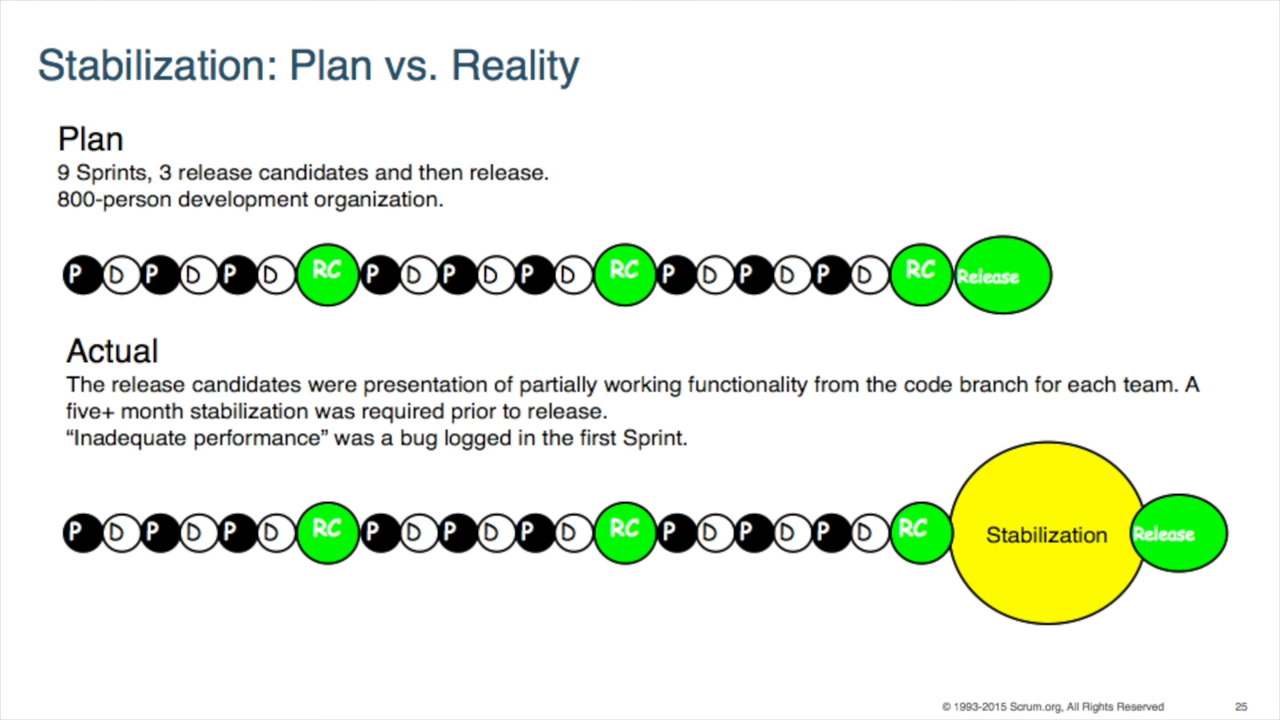 Stabilization: Plan vs. Reality
Plan
9 Sprints, 3 release candidates and then release.
800-person development organization.
P D P D P D RC P D P D P D RC P D P D P D RC Release
Actual
The release candidates were presentation of partially working functionality from the code branch for each team. A
five+ month stabilization was required prior to release.
“Inadequate performance” was a bug logged in the first Sprint.
P D P D P D RC P D P D P D RC P D P D P D RC Stabilization Release
© 1993-2015 Scrum.org, All Rights Reserved 25